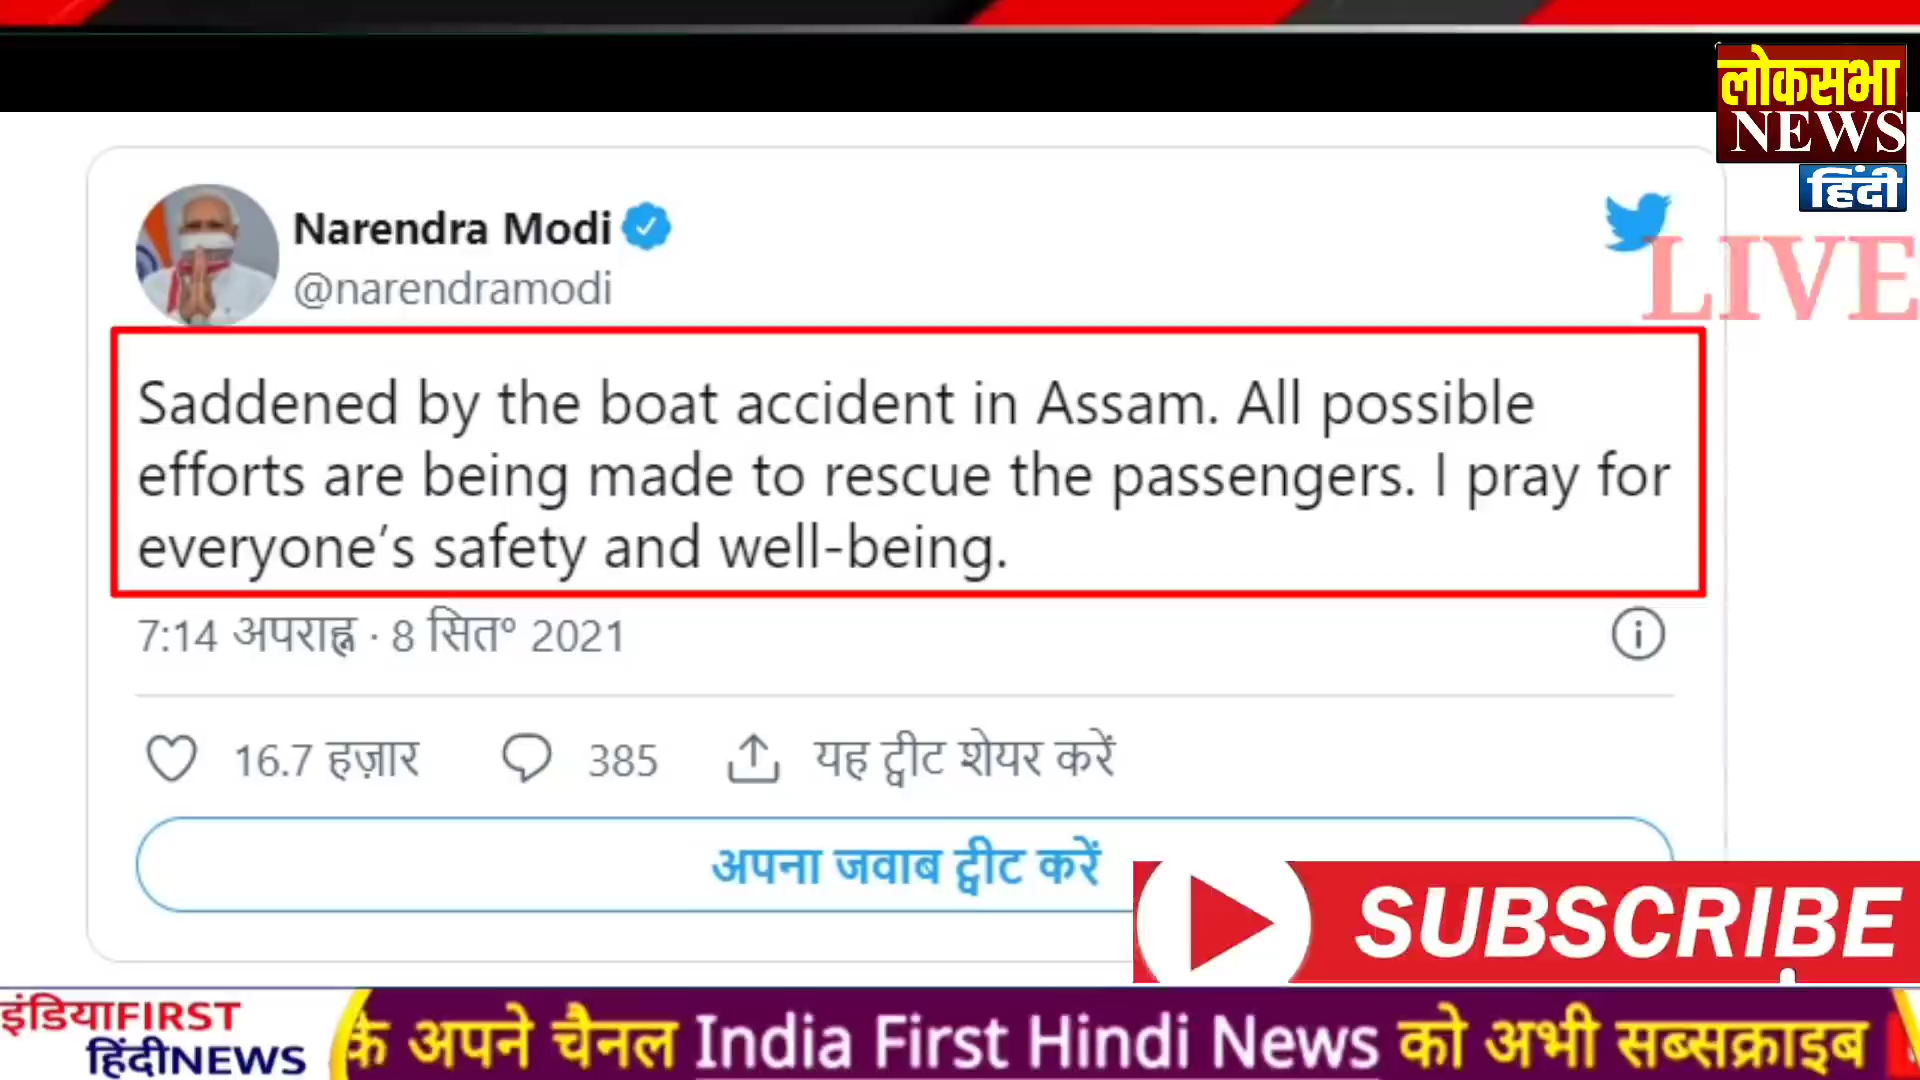 लोकसभा
NEWS
हिंदी
LIVE
Narendra Modi
@narendramodi
Saddened by the boat accident in Assam. All possible
efforts are being made to rescue the passengers. I pray for
everyone's safety and well-being.
7:14 अपराह्न · 8 सित॰ 2021
16.7 हज़ार 385 यह ट्वीट शेयर करें
अपना जवाब ट्वीट करें
SUBSCRIBE
इंडियाFIRST
हिंदीNEWS
के अपने चैनल India First Hindi News को अभी सब्सक्राइब